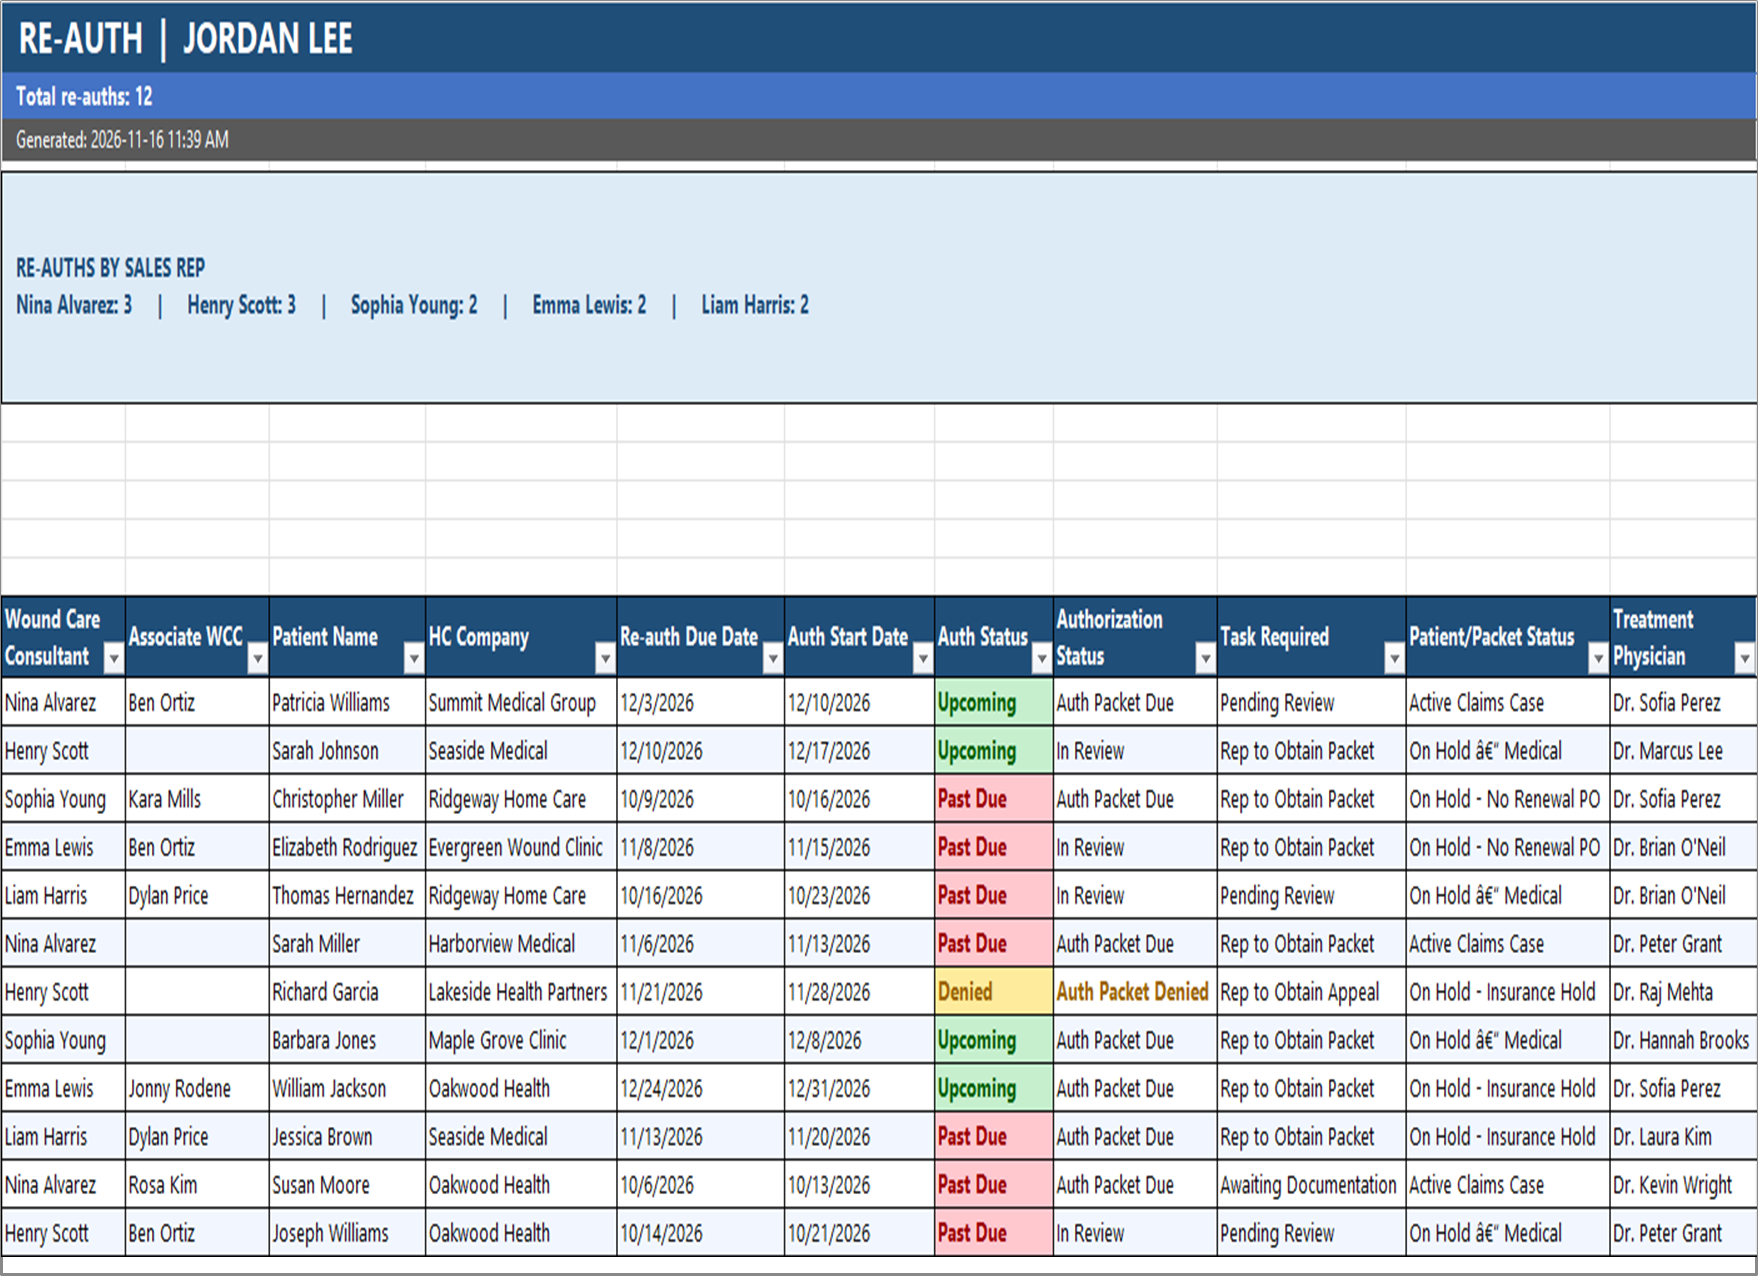 RE-AUTH | JORDAN LEE
Total re-auths: 12
Generated: 2026-11-16 11:39 AM
RE-AUTHS BY SALES REP
Nina Alvarez: 3 | Henry Scott: 3 | Sophia Young: 2 | Emma Lewis: 2 | Liam Harris: 2
Wound Care Consultant Associate WCC Patient Name HC Company Re-auth Due Date Auth Start Date Auth Status Authorization Status Task Required Patient/Packet Status Treatment Physician
Nina Alvarez Ben Ortiz Patricia Williams Summit Medical Group 12/3/2026 12/10/2026 Upcoming Auth Packet Due Pending Review Active Claims Case Dr. Sofia Perez
Henry Scott Sarah Johnson Seaside Medical 12/10/2026 12/17/2026 Upcoming In Review Rep to Obtain Packet On Hold â€“ Medical Dr. Marcus Lee
Sophia Young Kara Mills Christopher Miller Ridgeway Home Care 10/9/2026 10/16/2026 Past Due Auth Packet Due Rep to Obtain Packet On Hold - No Renewal PO Dr. Sofia Perez
Emma Lewis Ben Ortiz Elizabeth Rodriguez Evergreen Wound Clinic 11/8/2026 11/15/2026 Past Due In Review Rep to Obtain Packet On Hold - No Renewal PO Dr. Brian O'Neil
Liam Harris Dylan Price Thomas Hernandez Ridgeway Home Care 10/16/2026 10/23/2026 Past Due In Review Pending Review On Hold â€“ Medical Dr. Brian O'Neil
Nina Alvarez Sarah Miller Harborview Medical 11/6/2026 11/13/2026 Past Due Auth Packet Due Rep to Obtain Packet Active Claims Case Dr. Peter Grant
Henry Scott Richard Garcia Lakeside Health Partners 11/21/2026 11/28/2026 Denied Auth Packet Denied Rep to Obtain Appeal On Hold - Insurance Hold Dr. Raj Mehta
Sophia Young Barbara Jones Maple Grove Clinic 12/1/2026 12/8/2026 Upcoming Auth Packet Due Rep to Obtain Packet On Hold â€“ Medical Dr. Hannah Brooks
Emma Lewis Jonny Rodene William Jackson Oakwood Health 12/24/2026 12/31/2026 Upcoming Auth Packet Due Rep to Obtain Packet On Hold - Insurance Hold Dr. Sofia Perez
Liam Harris Dylan Price Jessica Brown Seaside Medical 11/13/2026 11/20/2026 Past Due Auth Packet Due Rep to Obtain Packet On Hold - Insurance Hold Dr. Laura Kim
Nina Alvarez Rosa Kim Susan Moore Oakwood Health 10/6/2026 10/13/2026 Past Due Auth Packet Due Awaiting Documentation Active Claims Case Dr. Kevin Wright
Henry Scott Ben Ortiz Joseph Williams Oakwood Health 10/14/2026 10/21/2026 Past Due In Review Pending Review On Hold â€“ Medical Dr. Peter Grant